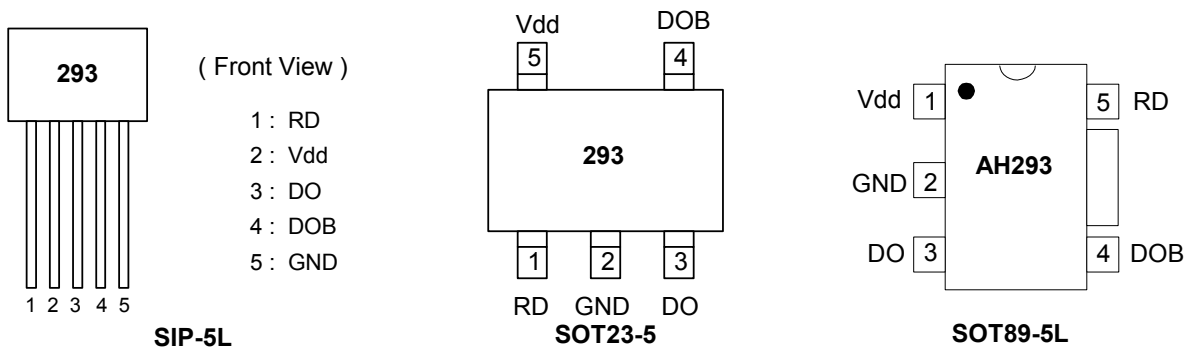 293
( Front View )
1 : RD
2 : Vdd
3 : DO
4 : DOB
5 : GND
1 2 3 4 5
SIP-5L
Vdd DOB
5 4
293
1 2 3
RD GND DO
SOT23-5
Vdd 1 5 RD
AH293
GND 2
DO 3 4 DOB
SOT89-5L